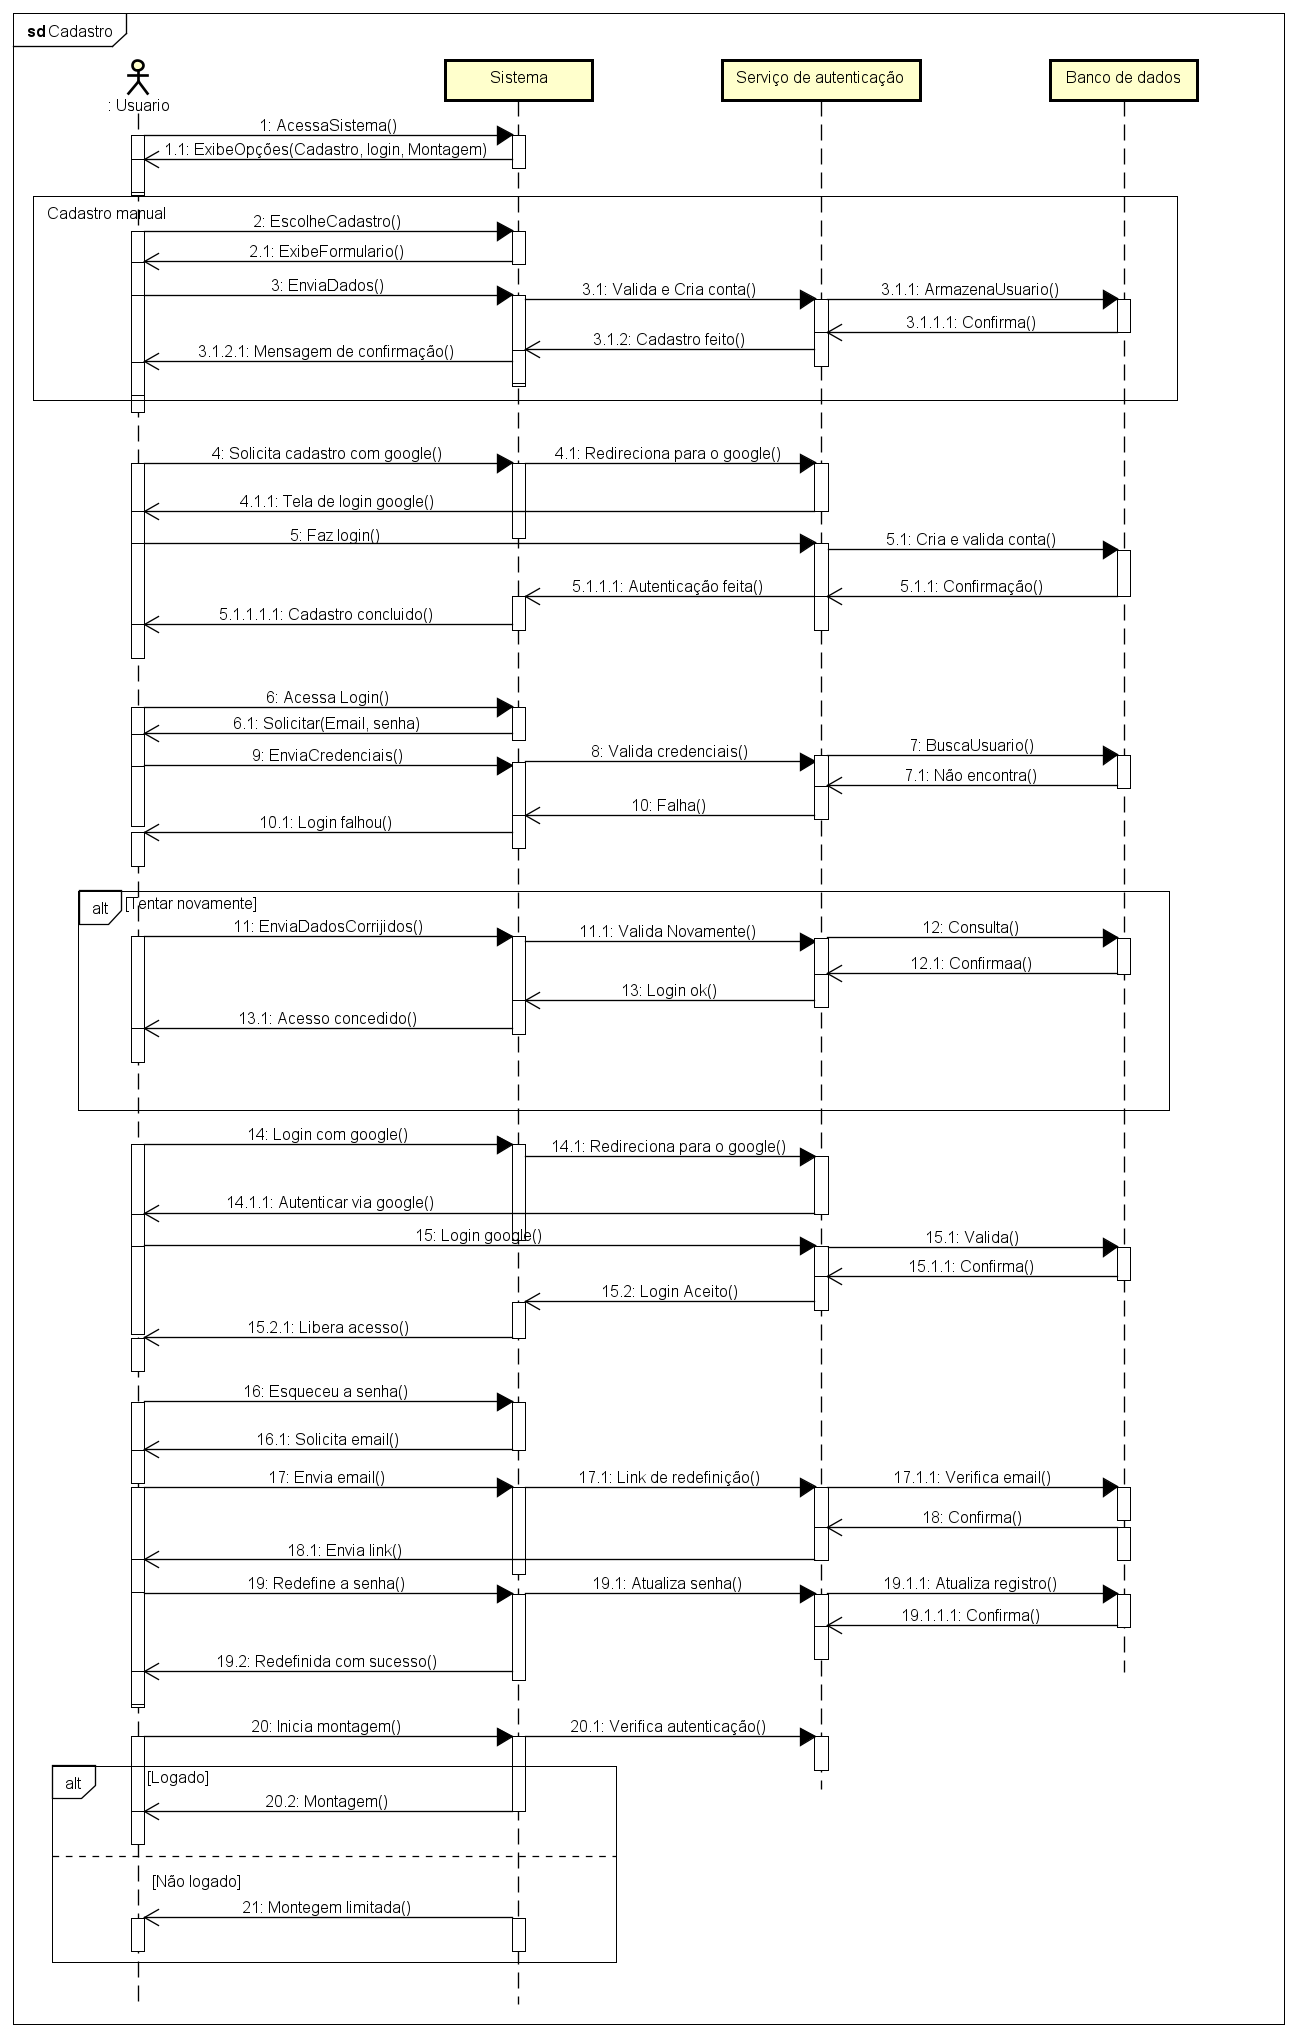 sd Cadastro
: Usuario
Sistema
Serviço de autenticação
Banco de dados
1: AcessaSistema()
1.1: ExibeOpções(Cadastro, login, Montagem)
Cadastro manual
2: EscolheCadastro()
2.1: ExibeFormulario()
3: EnviaDados()
3.1: Valida e Cria conta()
3.1.1: ArmazenaUsuario()
3.1.1.1: Confirma()
3.1.2: Cadastro feito()
3.1.2.1: Mensagem de confirmação()
4: Solicita cadastro com google()
4.1: Redireciona para o google()
4.1.1: Tela de login google()
5: Faz login()
5.1: Cria e valida conta()
5.1.1.1: Autenticação feita()
5.1.1: Confirmação()
5.1.1.1.1: Cadastro concluido()
6: Acessa Login()
6.1: Solicitar(Email, senha)
9: EnviaCredenciais()
8: Valida credenciais()
7: BuscaUsuario()
7.1: Não encontra()
10: Falha()
10.1: Login falhou()
alt
[Tentar novamente]
11: EnviaDadosCorrijidos()
11.1: Valida Novamente()
12: Consulta()
12.1: Confirmaa()
13: Login ok()
13.1: Acesso concedido()
14: Login com google()
14.1: Redireciona para o google()
14.1.1: Autenticar via google()
15: Login google()
15.1: Valida()
15.1.1: Confirma()
15.2: Login Aceito()
15.2.1: Libera acesso()
16: Esqueceu a senha()
16.1: Solicita email()
17: Envia email()
17.1: Link de redefinição()
17.1.1: Verifica email()
18: Confirma()
18.1: Envia link()
19: Redefine a senha()
19.1: Atualiza senha()
19.1.1: Atualiza registro()
19.1.1.1: Confirma()
19.2: Redefinida com sucesso()
20: Inicia montagem()
20.1: Verifica autenticação()
alt
[Logado]
20.2: Montagem()
[Não logado]
21: Montegem limitada()